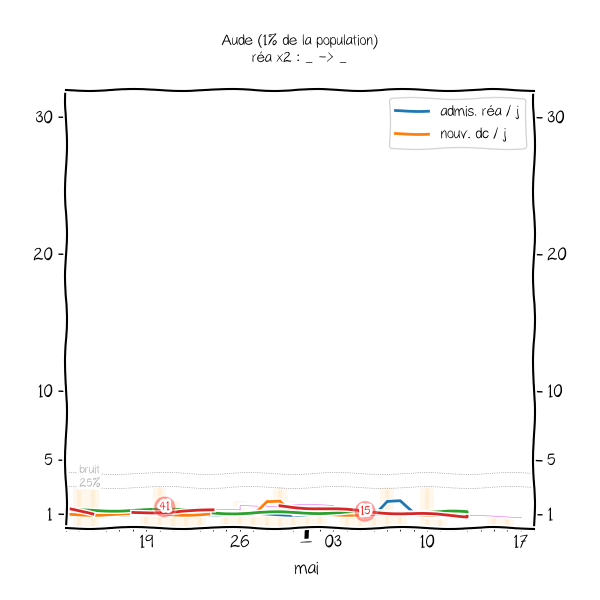 Aude (1% de la population)
réa x2 : _ -> _
admis. réa / j
nouv. dc / j
30 30
20 20
10 10
5 5
bruit
25%
1 1
41 15
19 26 03 10 17
mai